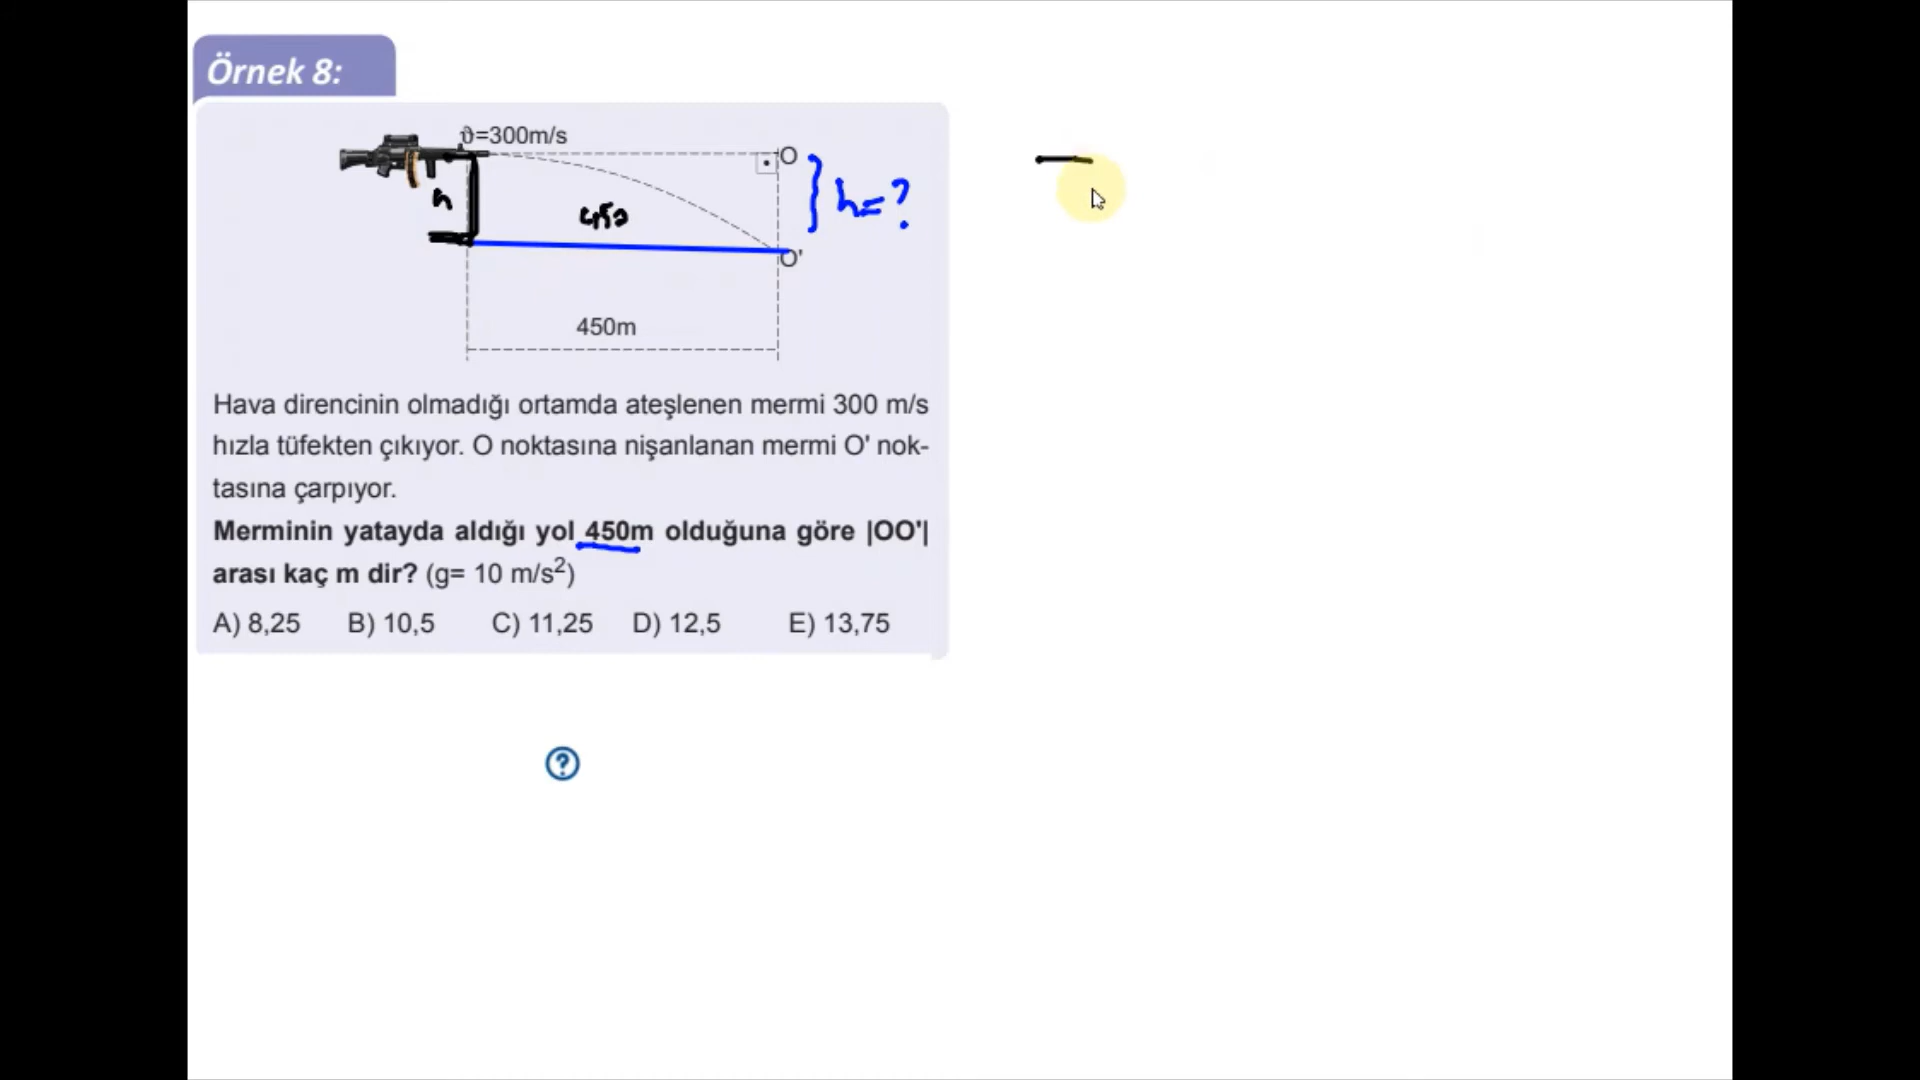 Örnek 8:
ϑ=300m/s
O
h
450
} h=?
O'
450m
Hava direncinin olmadığı ortamda ateşlenen mermi 300 m/s
hızla tüfekten çıkıyor. O noktasına nişanlanan mermi O' nok-
tasına çarpıyor.
Merminin yatayda aldığı yol 450m olduğuna göre |OO'|
arası kaç m dir? (g= 10 m/s²)
A) 8,25 B) 10,5 C) 11,25 D) 12,5 E) 13,75
?